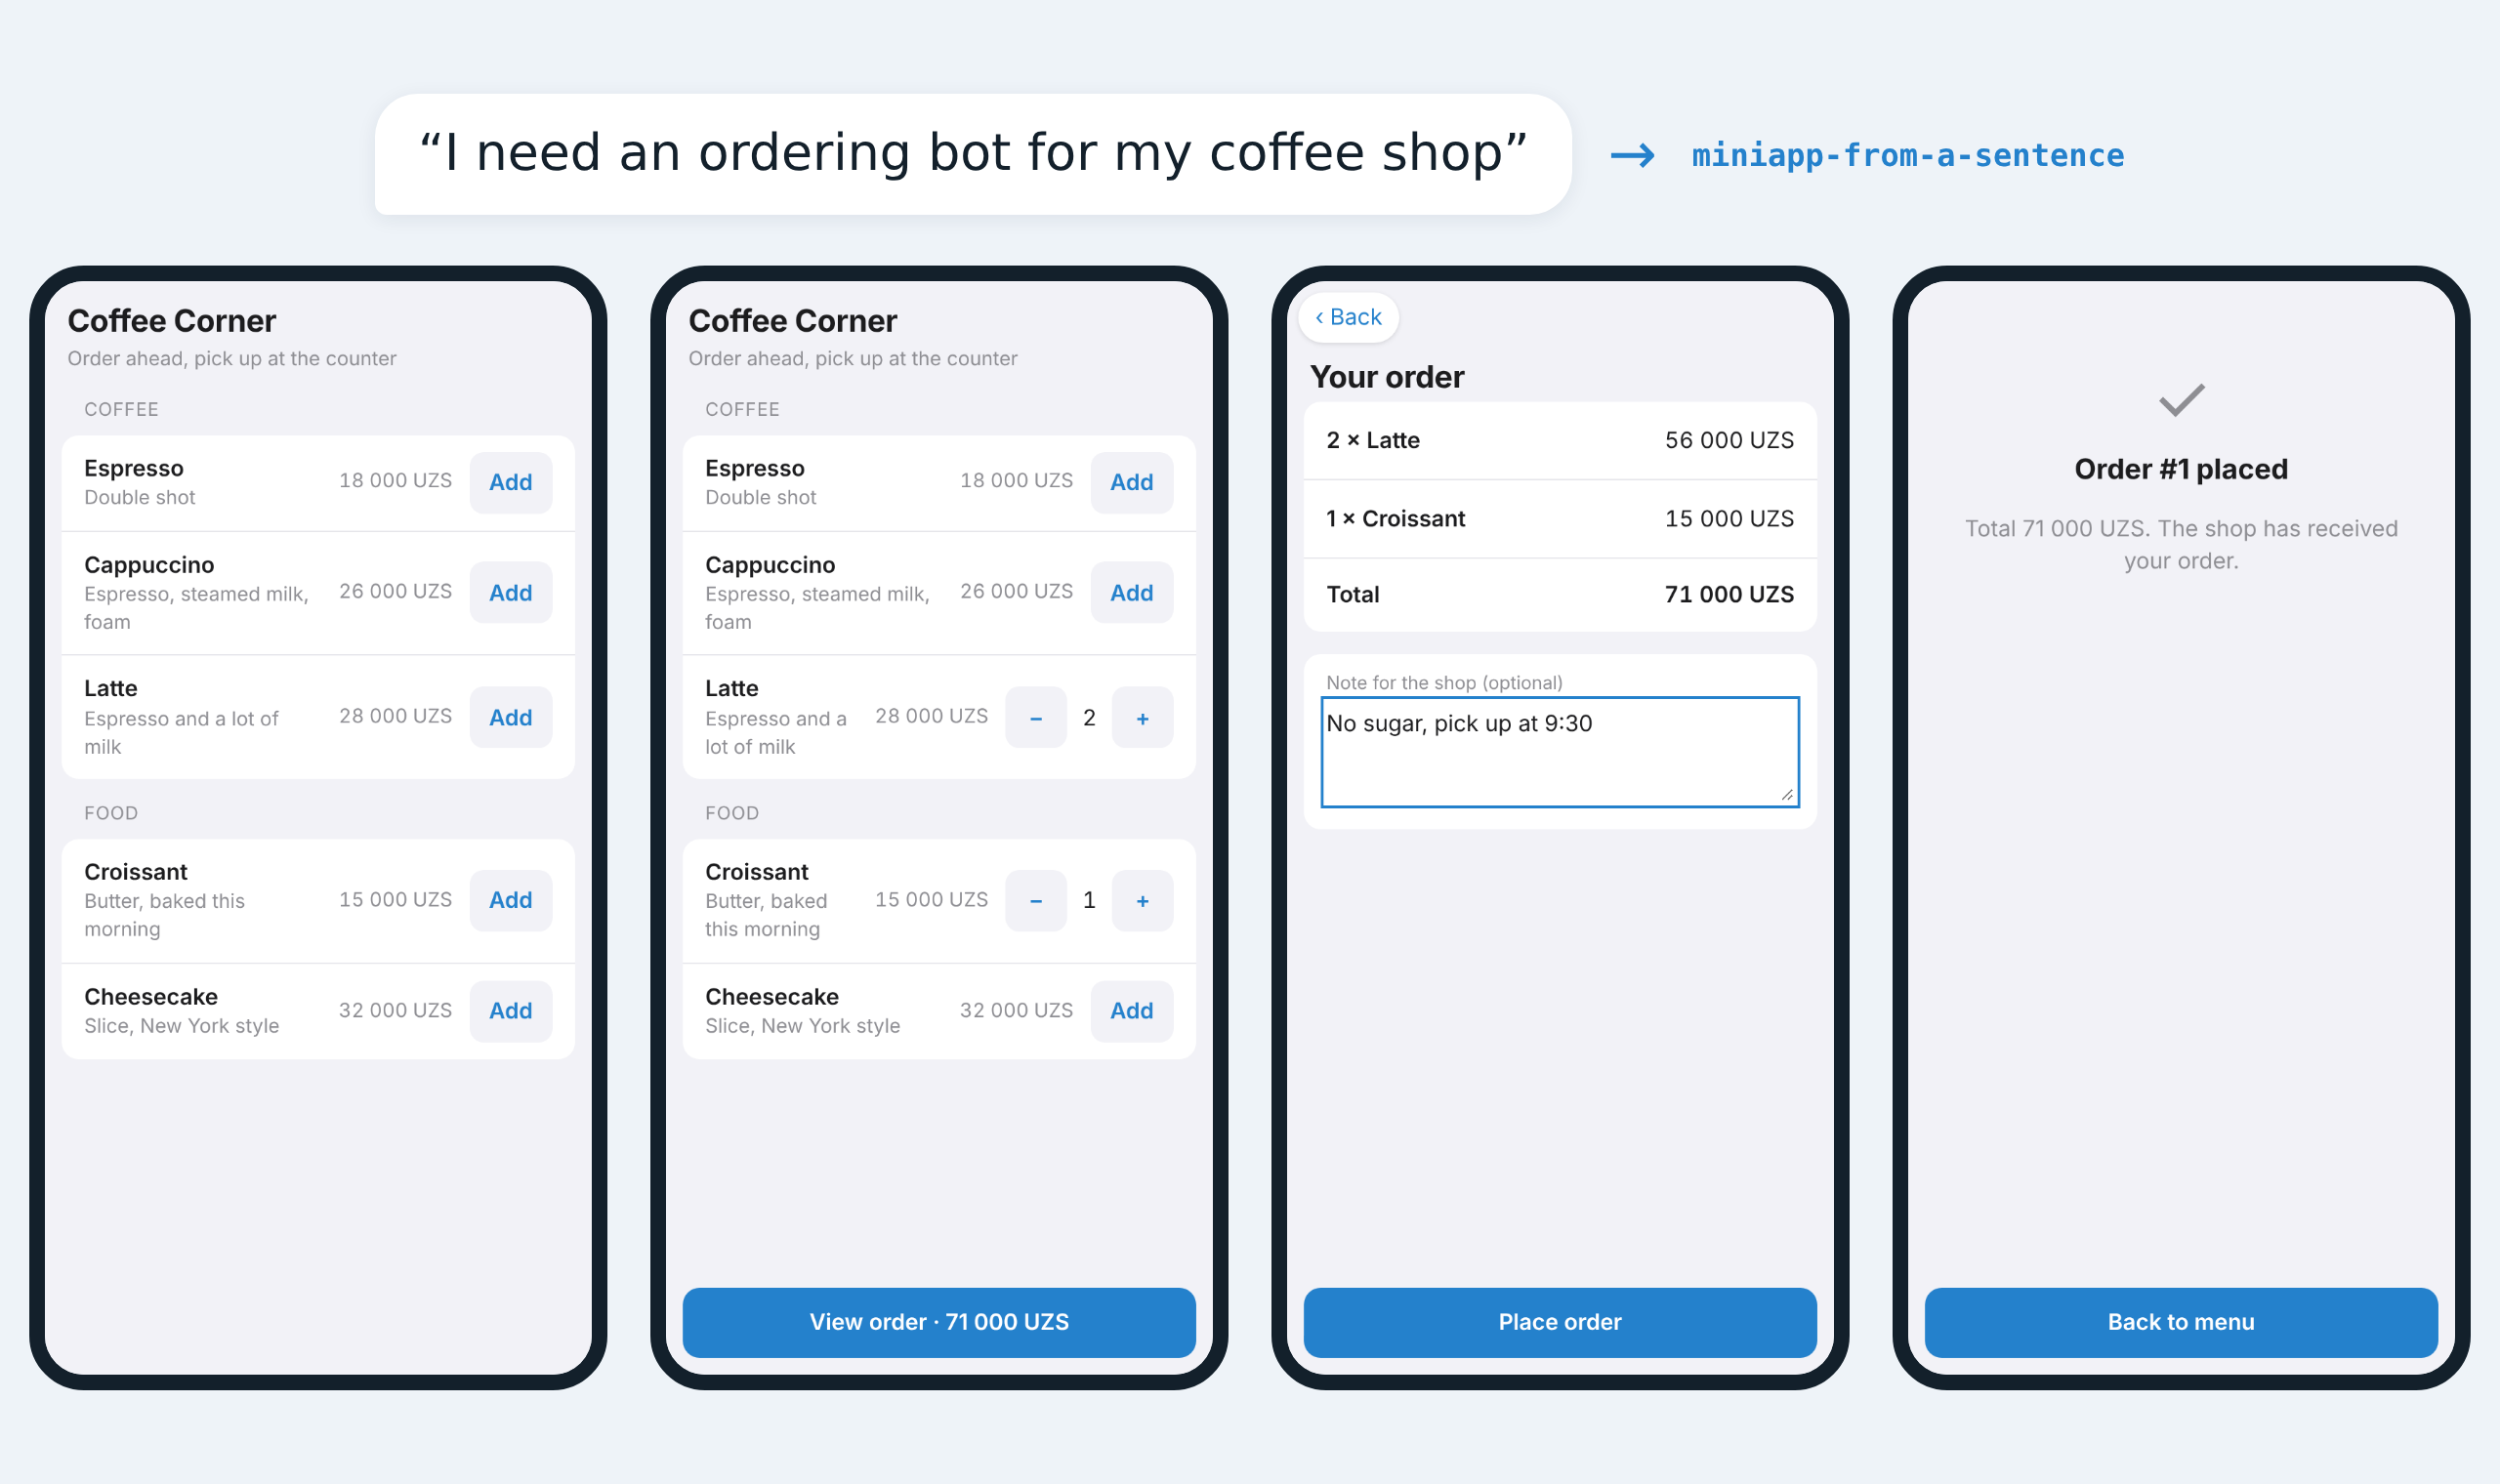 “I need an ordering bot for my coffee shop” → miniapp-from-a-sentence
Coffee Corner
Order ahead, pick up at the counter
COFFEE
Espresso
Double shot
18 000 UZS
Add
Cappuccino
Espresso, steamed milk,
foam
26 000 UZS
Add
Latte
Espresso and a lot of
milk
28 000 UZS
Add
FOOD
Croissant
Butter, baked this
morning
15 000 UZS
Add
Cheesecake
Slice, New York style
32 000 UZS
Add
Coffee Corner
Order ahead, pick up at the counter
COFFEE
Espresso
Double shot
18 000 UZS
Add
Cappuccino
Espresso, steamed milk,
foam
26 000 UZS
Add
Latte
Espresso and a
lot of milk
28 000 UZS
− 2 +
FOOD
Croissant
Butter, baked
this morning
15 000 UZS
− 1 +
Cheesecake
Slice, New York style
32 000 UZS
Add
View order · 71 000 UZS
‹ Back
Your order
2 × Latte 56 000 UZS
1 × Croissant 15 000 UZS
Total 71 000 UZS
Note for the shop (optional)
No sugar, pick up at 9:30
Place order
Order #1 placed
Total 71 000 UZS. The shop has received
your order.
Back to menu